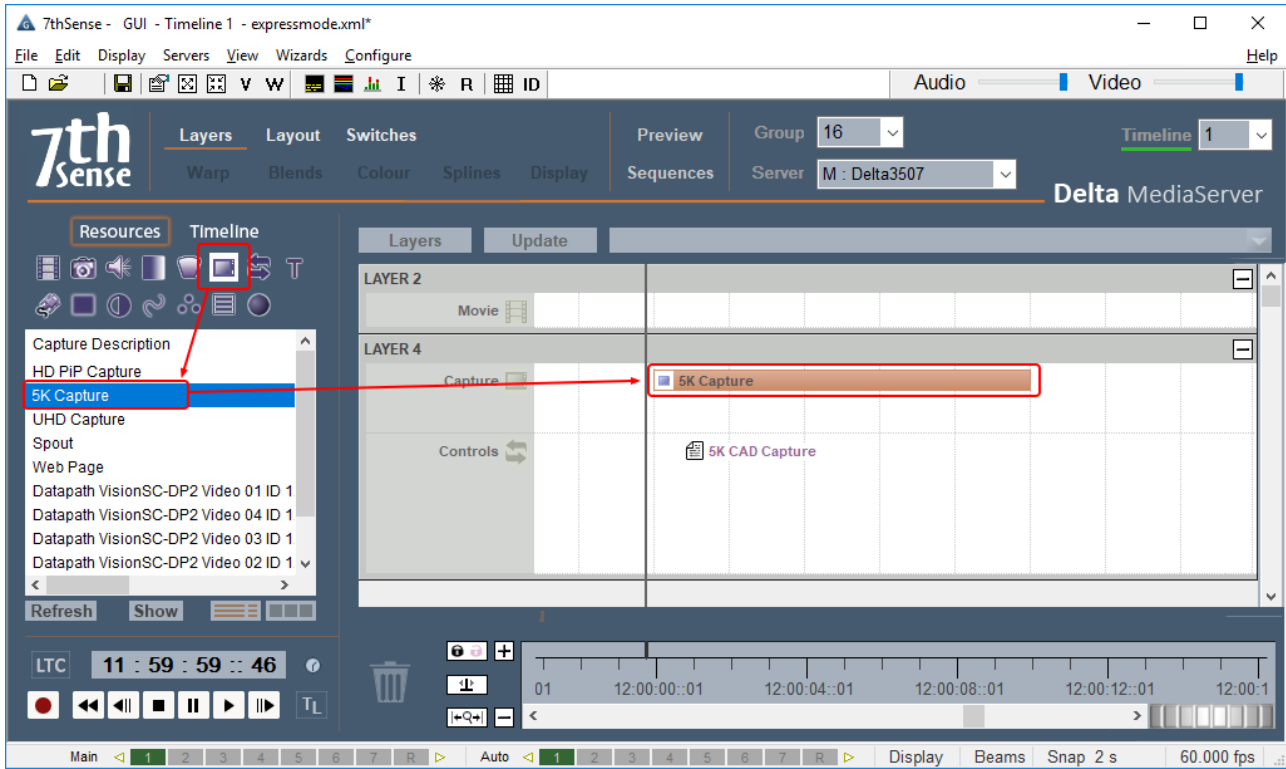 7thSense - GUI - Timeline 1 - expressmode.xml*
File Edit Display Servers View Wizards Configure Help
V W I R ID Audio Video
7th Sense
Layers Layout Switches Preview Group 16 Timeline 1
Warp Blends Colour Splines Display Sequences Server M : Delta3507
Delta MediaServer
Resources Timeline
Layers Update
T
LAYER 2
Movie
Capture Description
HD PiP Capture
5K Capture
UHD Capture
Spout
Web Page
Datapath VisionSC-DP2 Video 01 ID 1
Datapath VisionSC-DP2 Video 04 ID 1
Datapath VisionSC-DP2 Video 03 ID 1
Datapath VisionSC-DP2 Video 02 ID 1
LAYER 4
Capture 5K Capture
Controls 5K CAD Capture
Refresh Show
LTC 11 : 59 : 59 :: 46
TL
01 12:00:00::01 12:00:04::01 12:00:08::01 12:00:12::01 12:00:1
Q
Main 1 2 3 4 5 6 7 R Auto 1 2 3 4 5 6 7 R Display Beams Snap 2 s 60.000 fps